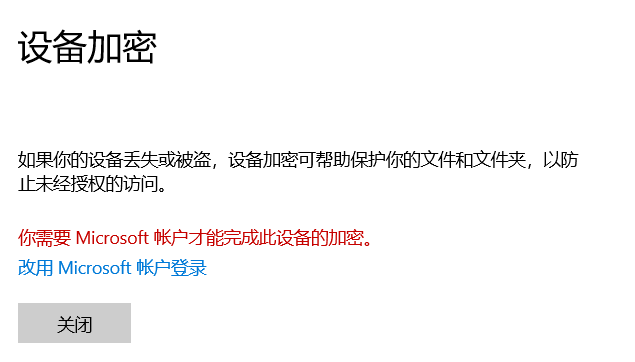 设备加密
如果你的设备丢失或被盗，设备加密可帮助保护你的文件和文件夹，以防
止未经授权的访问。
你需要 Microsoft 帐户才能完成此设备的加密。
改用 Microsoft 帐户登录
关闭